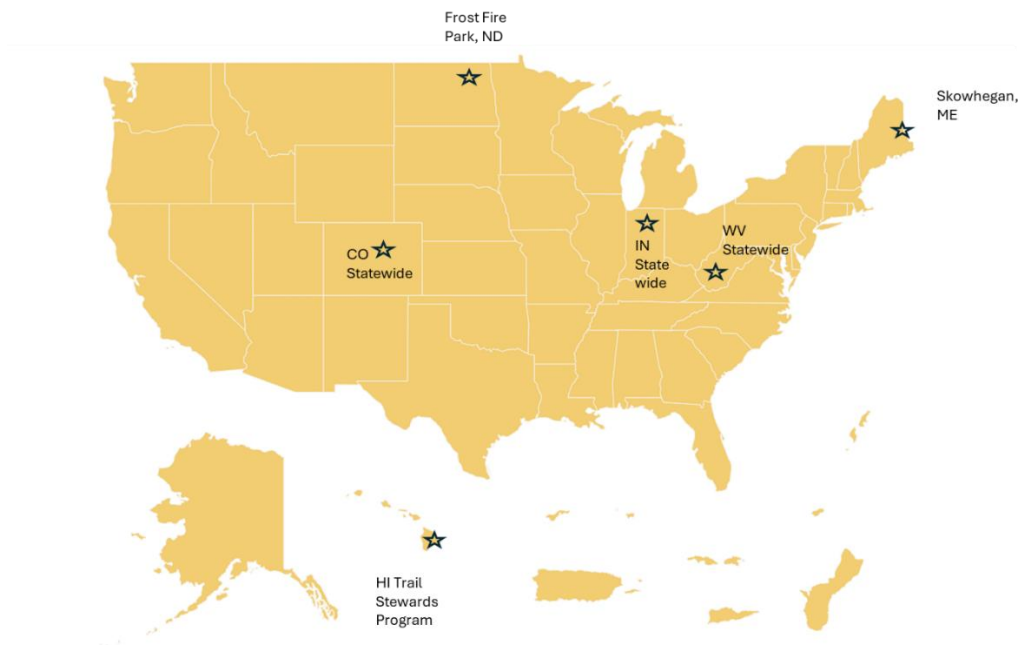 Frost Fire
Park, ND
Skowhegan,
ME
WV
Statewide
IN
State
wide
CO
Statewide
HI Trail
Stewards
Program